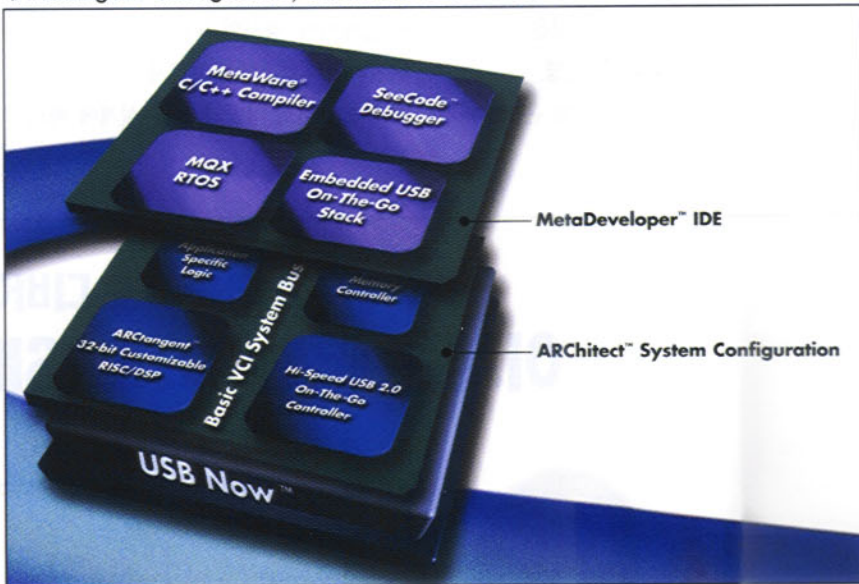 MetaWare®
C/C++ Compiler
SeeCode™
Debugger
MQX
RTOS
Embedded USB
On-The-Go
Stack
MetaDeveloper™ IDE
Application
Specific
Logic
Basic VCI System Bus
Memory
Controller
ARCtangent™
32-bit Customizable
RISC/DSP
Hi-Speed USB 2.0
On-The-Go
Controller
ARChitect™ System Configuration
USB Now™